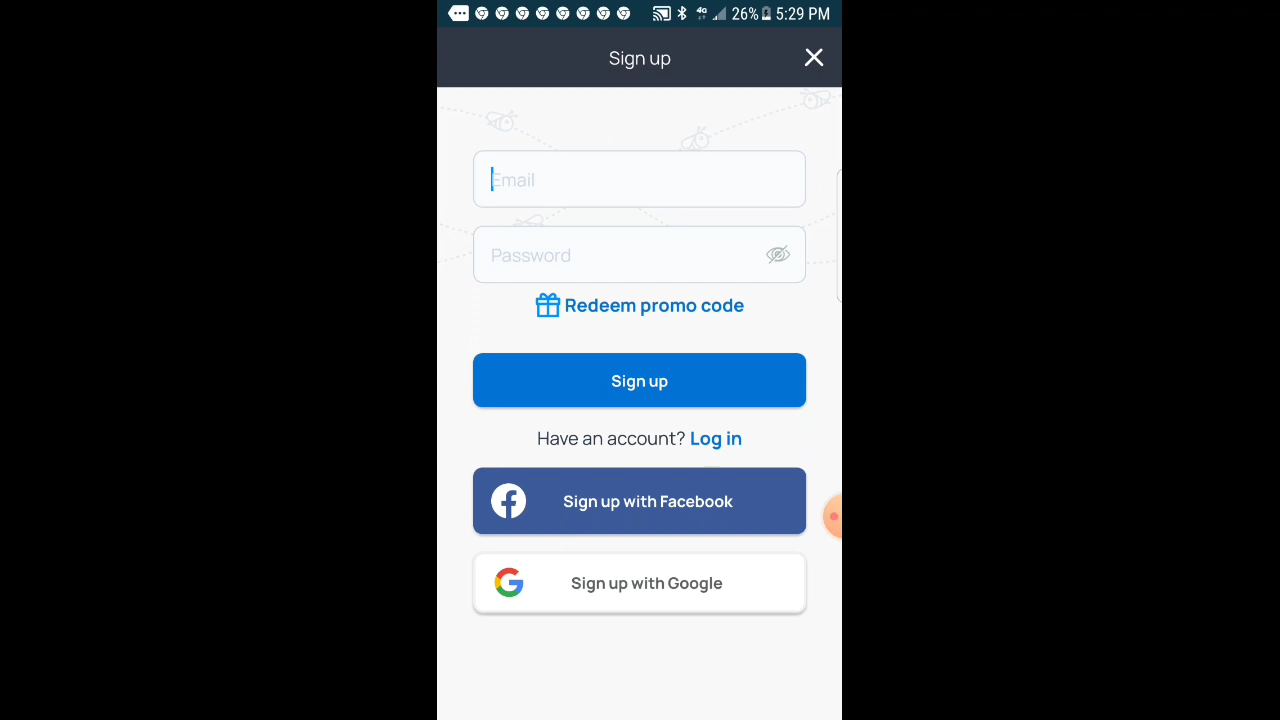 4G 26% 5:29 PM
Sign up
Email
Password
Redeem promo code
Sign up
Have an account? Log in
Sign up with Facebook
Sign up with Google